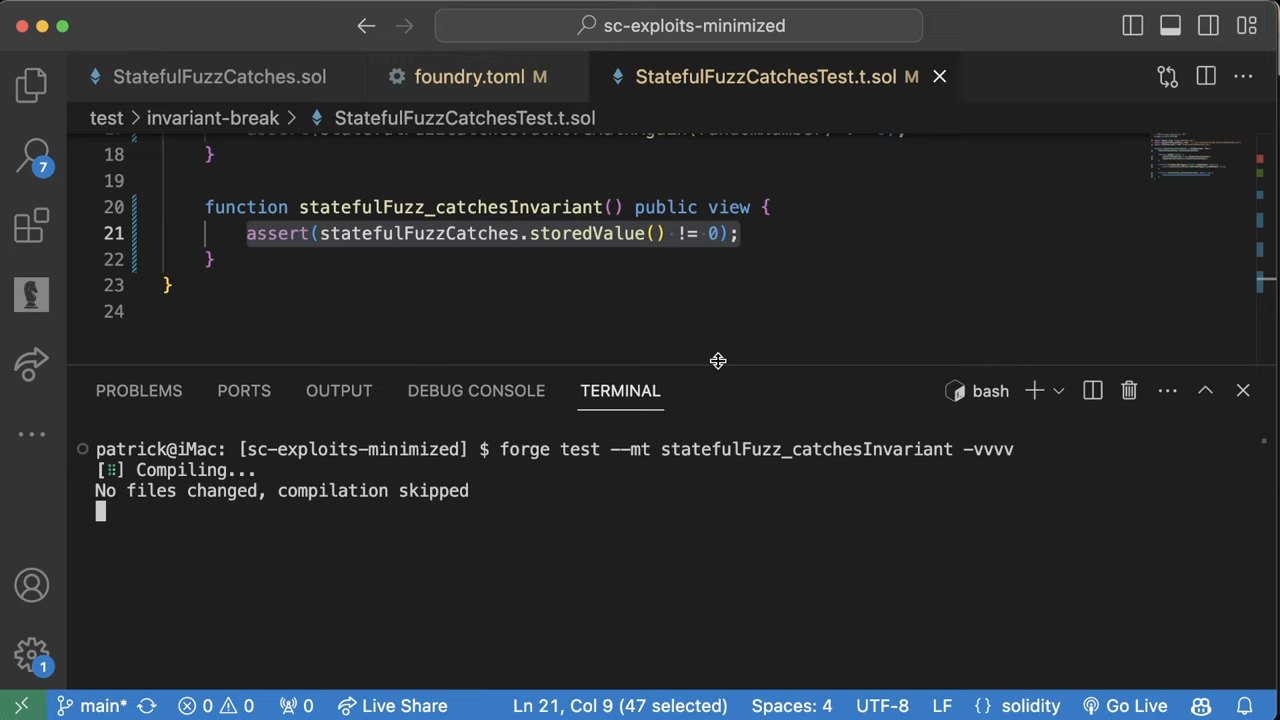 sc-exploits-minimized
StatefulFuzzCatches.sol
foundry.toml M
StatefulFuzzCatchesTest.t.sol M
test > invariant-break > StatefulFuzzCatchesTest.t.sol
18 }
19
20 function statefulFuzz_catchesInvariant() public view {
21 assert(statefulFuzzCatches.storedValue() != 0);
22 }
23 }
24
7
PROBLEMS PORTS OUTPUT DEBUG CONSOLE TERMINAL
bash
patrick@iMac: [sc-exploits-minimized] $ forge test --mt statefulFuzz_catchesInvariant -vvvv
[⠿] Compiling...
No files changed, compilation skipped
1
main* 0 0 0 Live Share Ln 21, Col 9 (47 selected) Spaces: 4 UTF-8 LF {} solidity Go Live